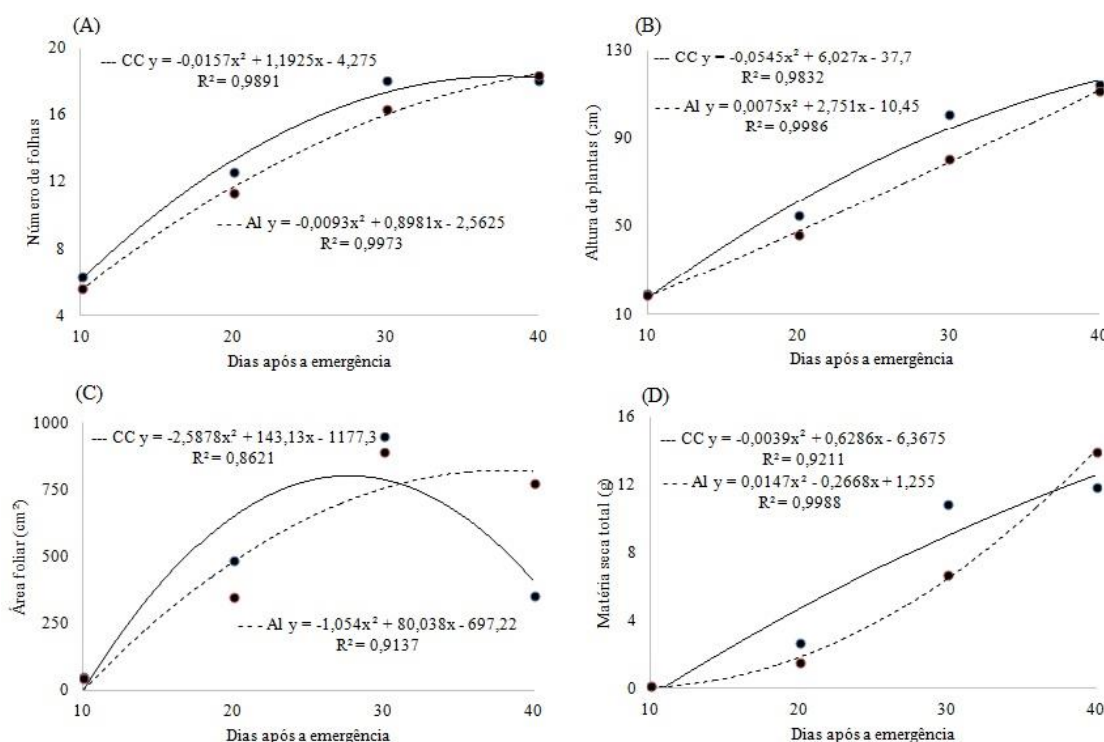 (A)
20
16
12
8
4
Número de folhas
--- CC y = -0,0157x² + 1,1925x - 4,275
R² = 0,9891
--- Al y = -0,0093x² + 0,8981x - 2,5625
R² = 0,9973
10 20 30 40
Dias após a emergência
(B)
130
90
50
10
Altura de plantas (cm)
--- CC y = -0,0545x² + 6,027x - 37,7
R² = 0,9832
--- Al y = 0,0075x² + 2,751x - 10,45
R² = 0,9986
10 20 30 40
Dias após a emergência
(C)
1000
750
500
250
0
Área foliar (cm²)
--- CC y = -2,5878x² + 143,13x - 1177,3
R² = 0,8621
--- Al y = -1,054x² + 80,038x - 697,22
R² = 0,9137
10 20 30 40
Dias após a emergência
(D)
16
12
8
4
0
Matéria seca total (g)
--- CC y = -0,0039x² + 0,6286x - 6,3675
R² = 0,9211
--- Al y = 0,0147x² - 0,2668x + 1,255
R² = 0,9988
10 20 30 40
Dias após a emergência